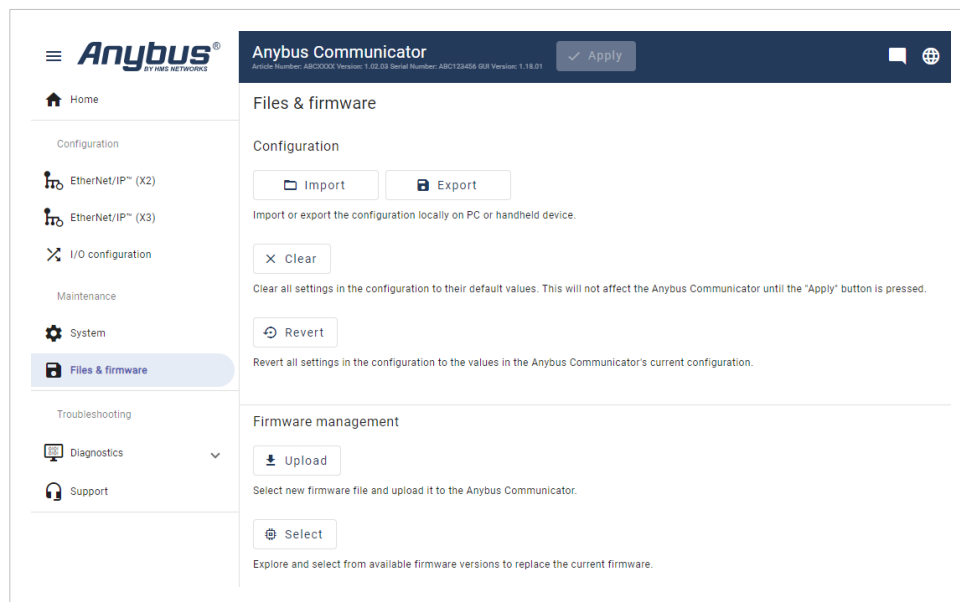 Anybus®
BY HMS NETWORKS
Anybus Communicator
Article Number: ABCXXXX Version: 1.02.03 Serial Number: ABC123456 GUI Version: 1.18.01
Apply
Home
Configuration
EtherNet/IP™ (X2)
EtherNet/IP™ (X3)
I/O configuration
Maintenance
System
Files & firmware
Troubleshooting
Diagnostics
Support
Files & firmware
Configuration
Import
Export
Import or export the configuration locally on PC or handheld device.
Clear
Clear all settings in the configuration to their default values. This will not affect the Anybus Communicator until the "Apply" button is pressed.
Revert
Revert all settings in the configuration to the values in the Anybus Communicator's current configuration.
Firmware management
Upload
Select new firmware file and upload it to the Anybus Communicator.
Select
Explore and select from available firmware versions to replace the current firmware.